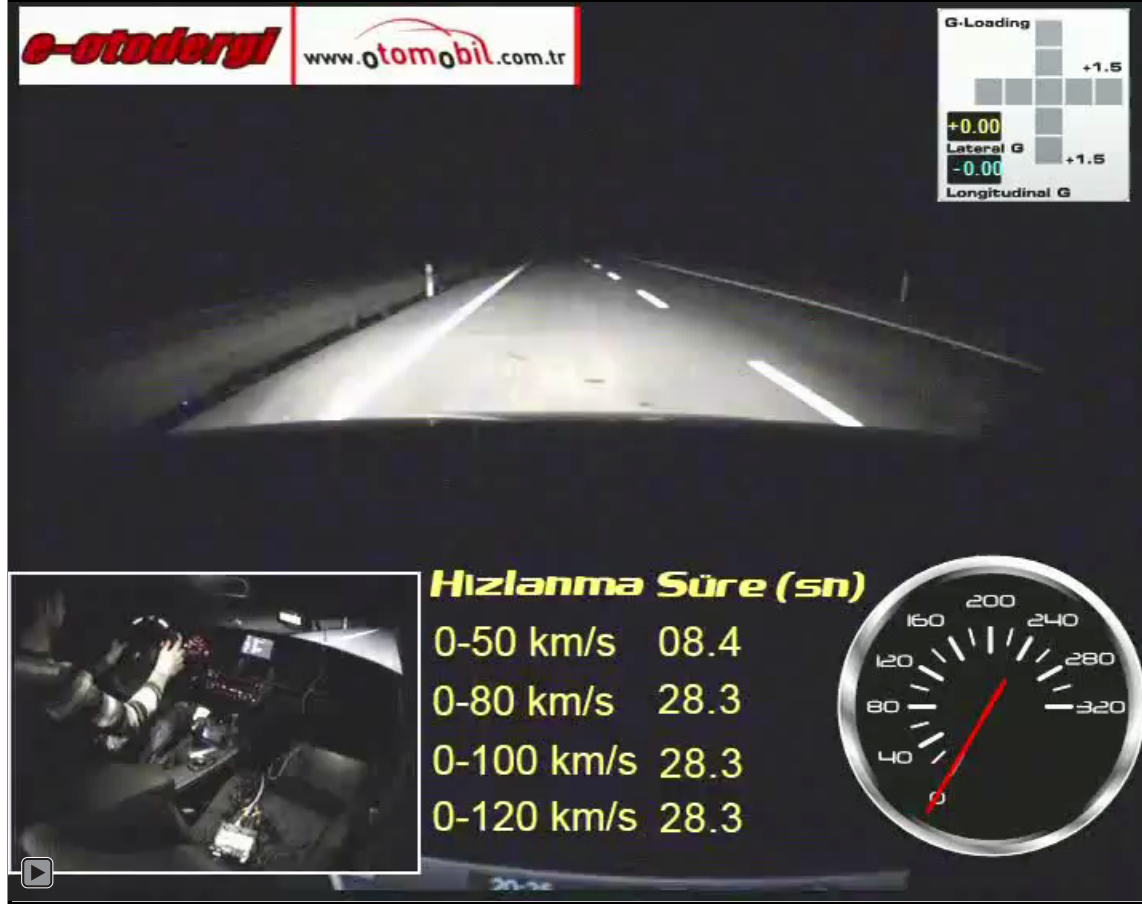 e-otodergi
www.otomobil.com.tr
G-Loading
+1.5
+0.00
Lateral G
+1.5
-0.00
Longitudinal G
Hızlanma Süre (sn)
0-50 km/s 08.4
0-80 km/s 28.3
0-100 km/s 28.3
0-120 km/s 28.3
200
160 240
120 280
80 320
40
0